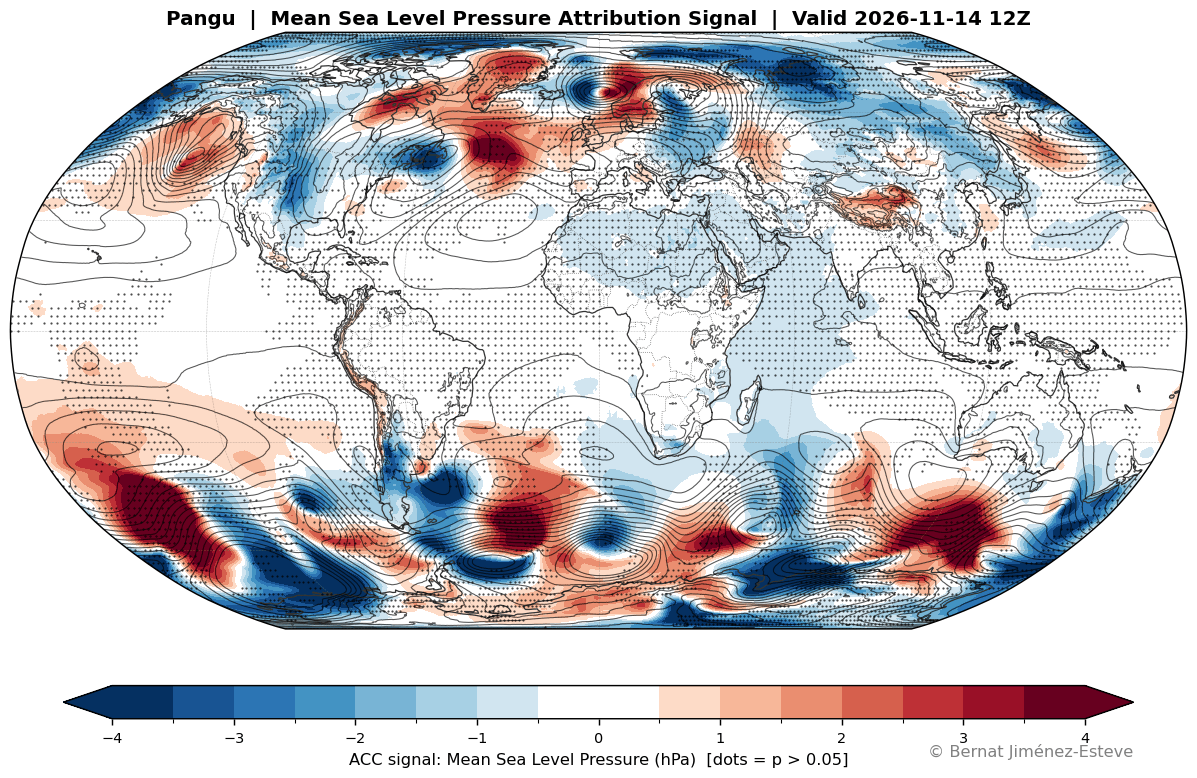 Pangu | Mean Sea Level Pressure Attribution Signal | Valid 2026-11-14 12Z
−4 −3 −2 −1 0 1 2 3 4
ACC signal: Mean Sea Level Pressure (hPa) [dots = p > 0.05]
© Bernat Jiménez-Esteve